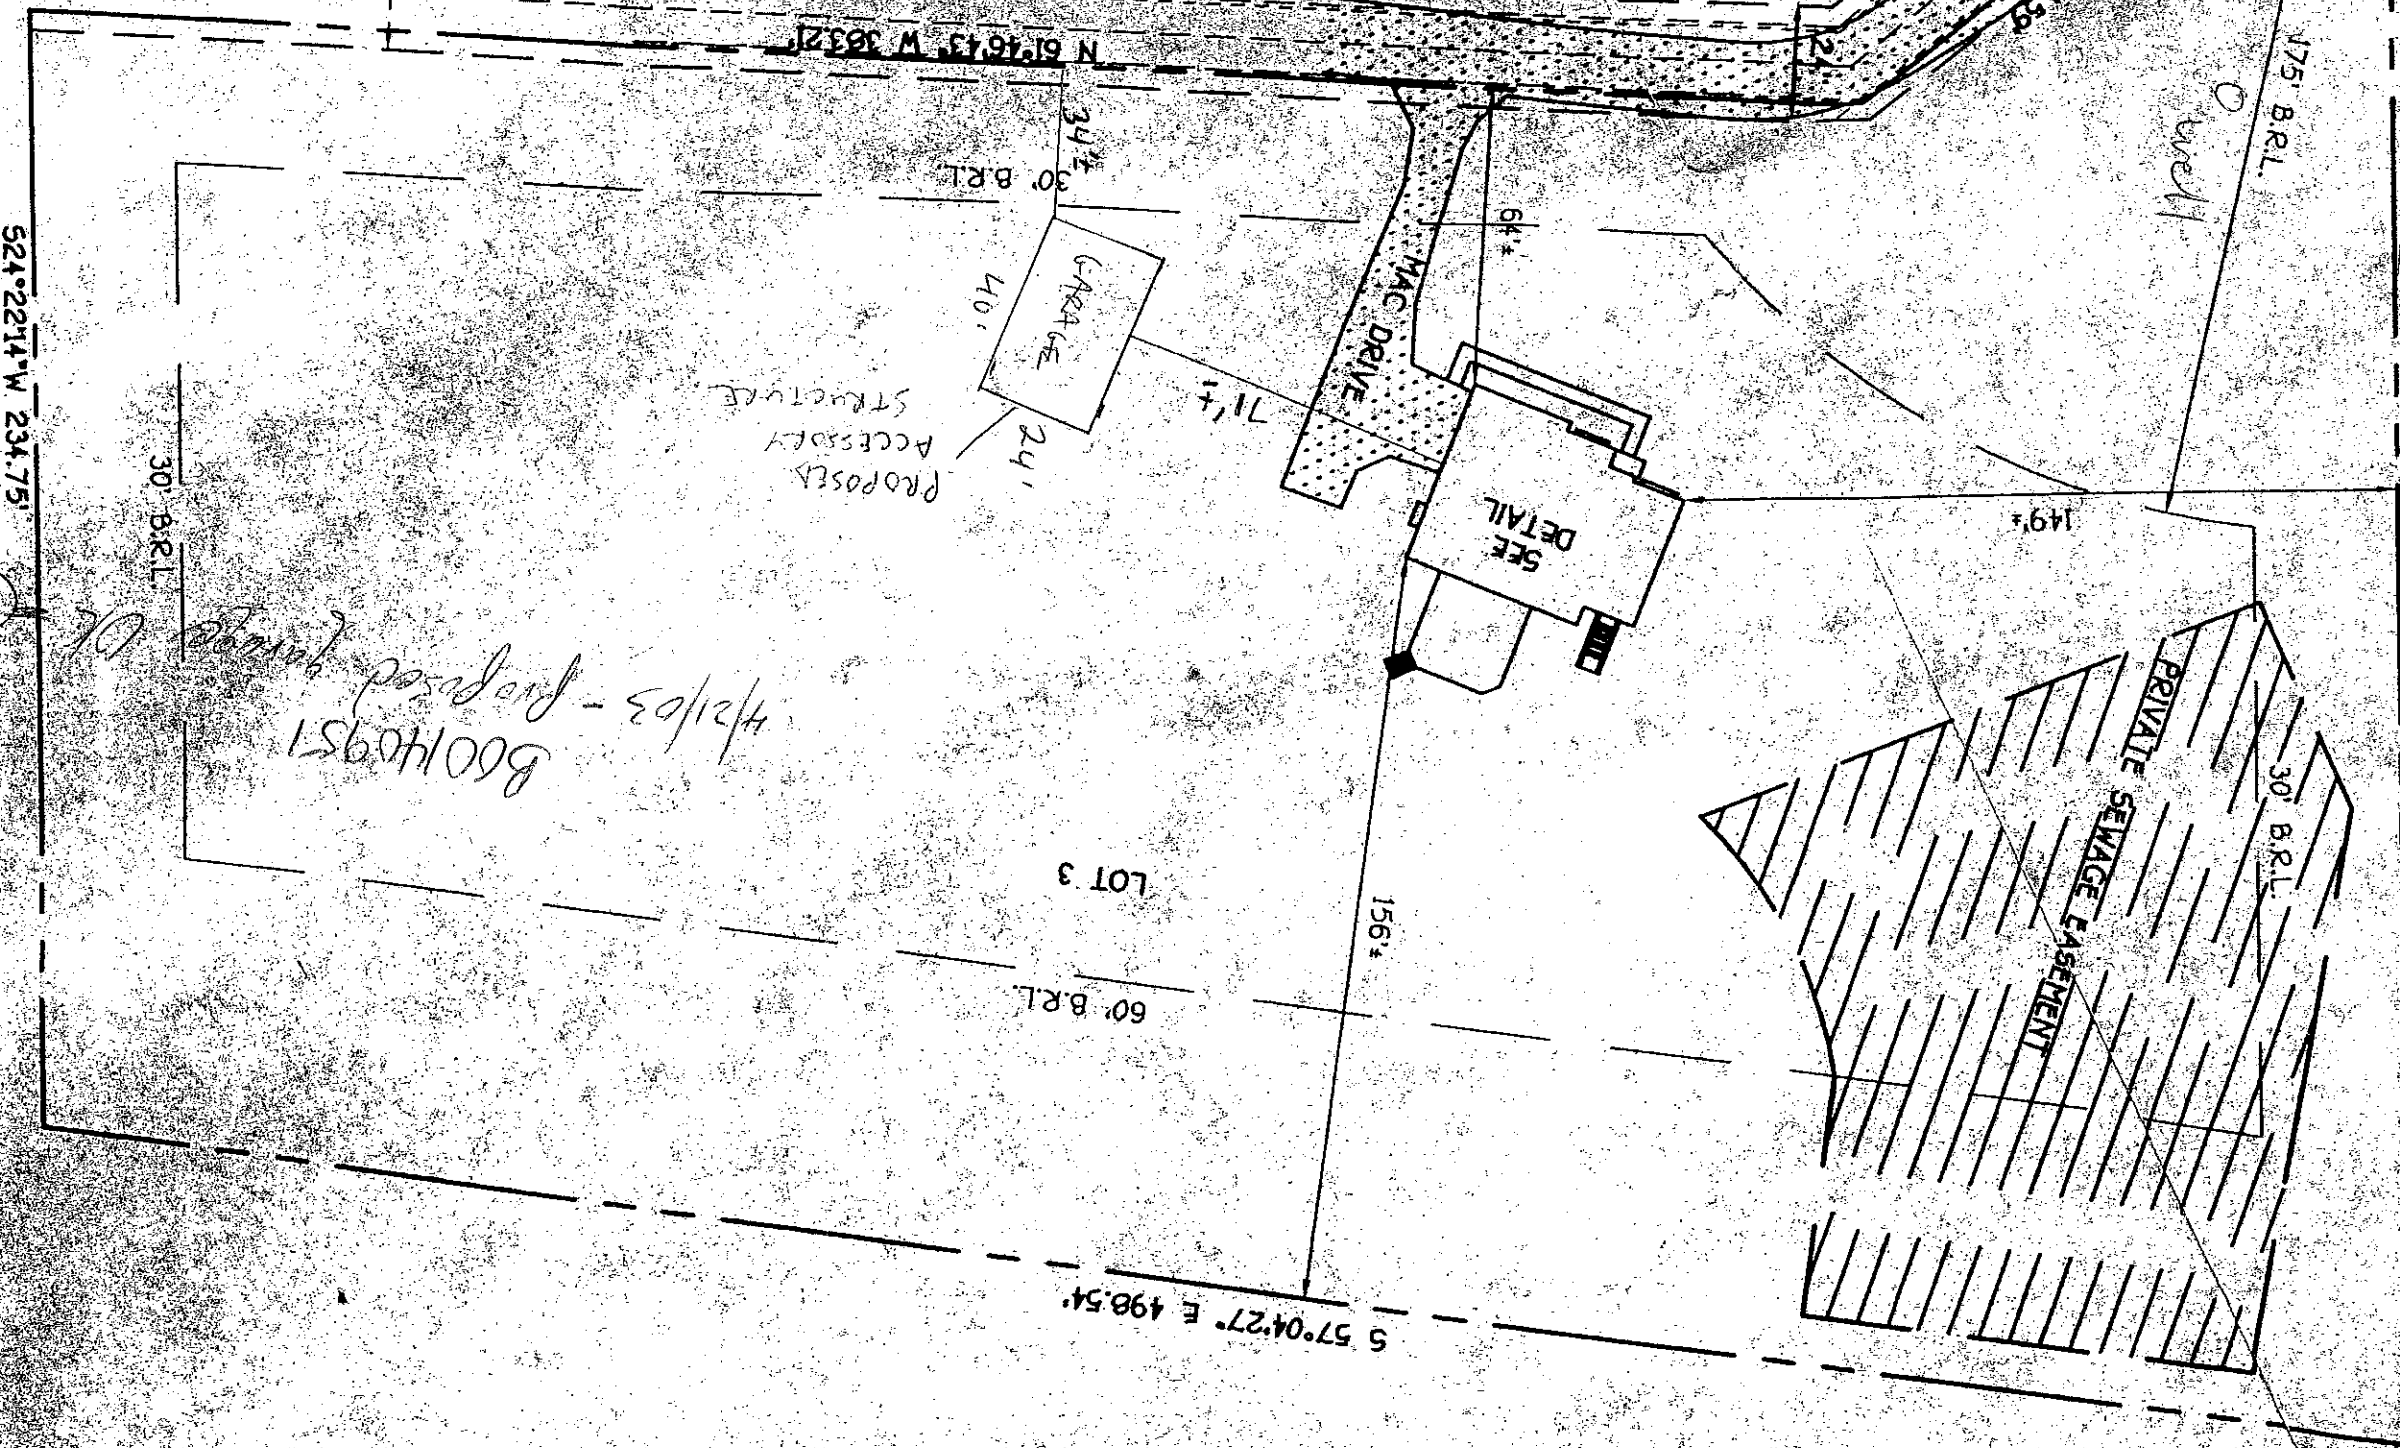 S 57°04'27" E 498.54'
60' B.R.L.
LOT 3
156'±
PRIVATE SEWAGE EASEMENT
30' B.R.L.
B00140951
4/21/03 - proposed garage OK
SEE
DETAIL
149'±
PROPOSED
ACCESSORY
STRUCTURE
24'
40'
GARAGE
71'±
MAC DRIVE
64'±
30' B.R.L.
34'±
30' B.R.L.
S24°22'14"W 234.75'
N 61°46'43" W 383.21'
24'
59
175' B.R.L.
well